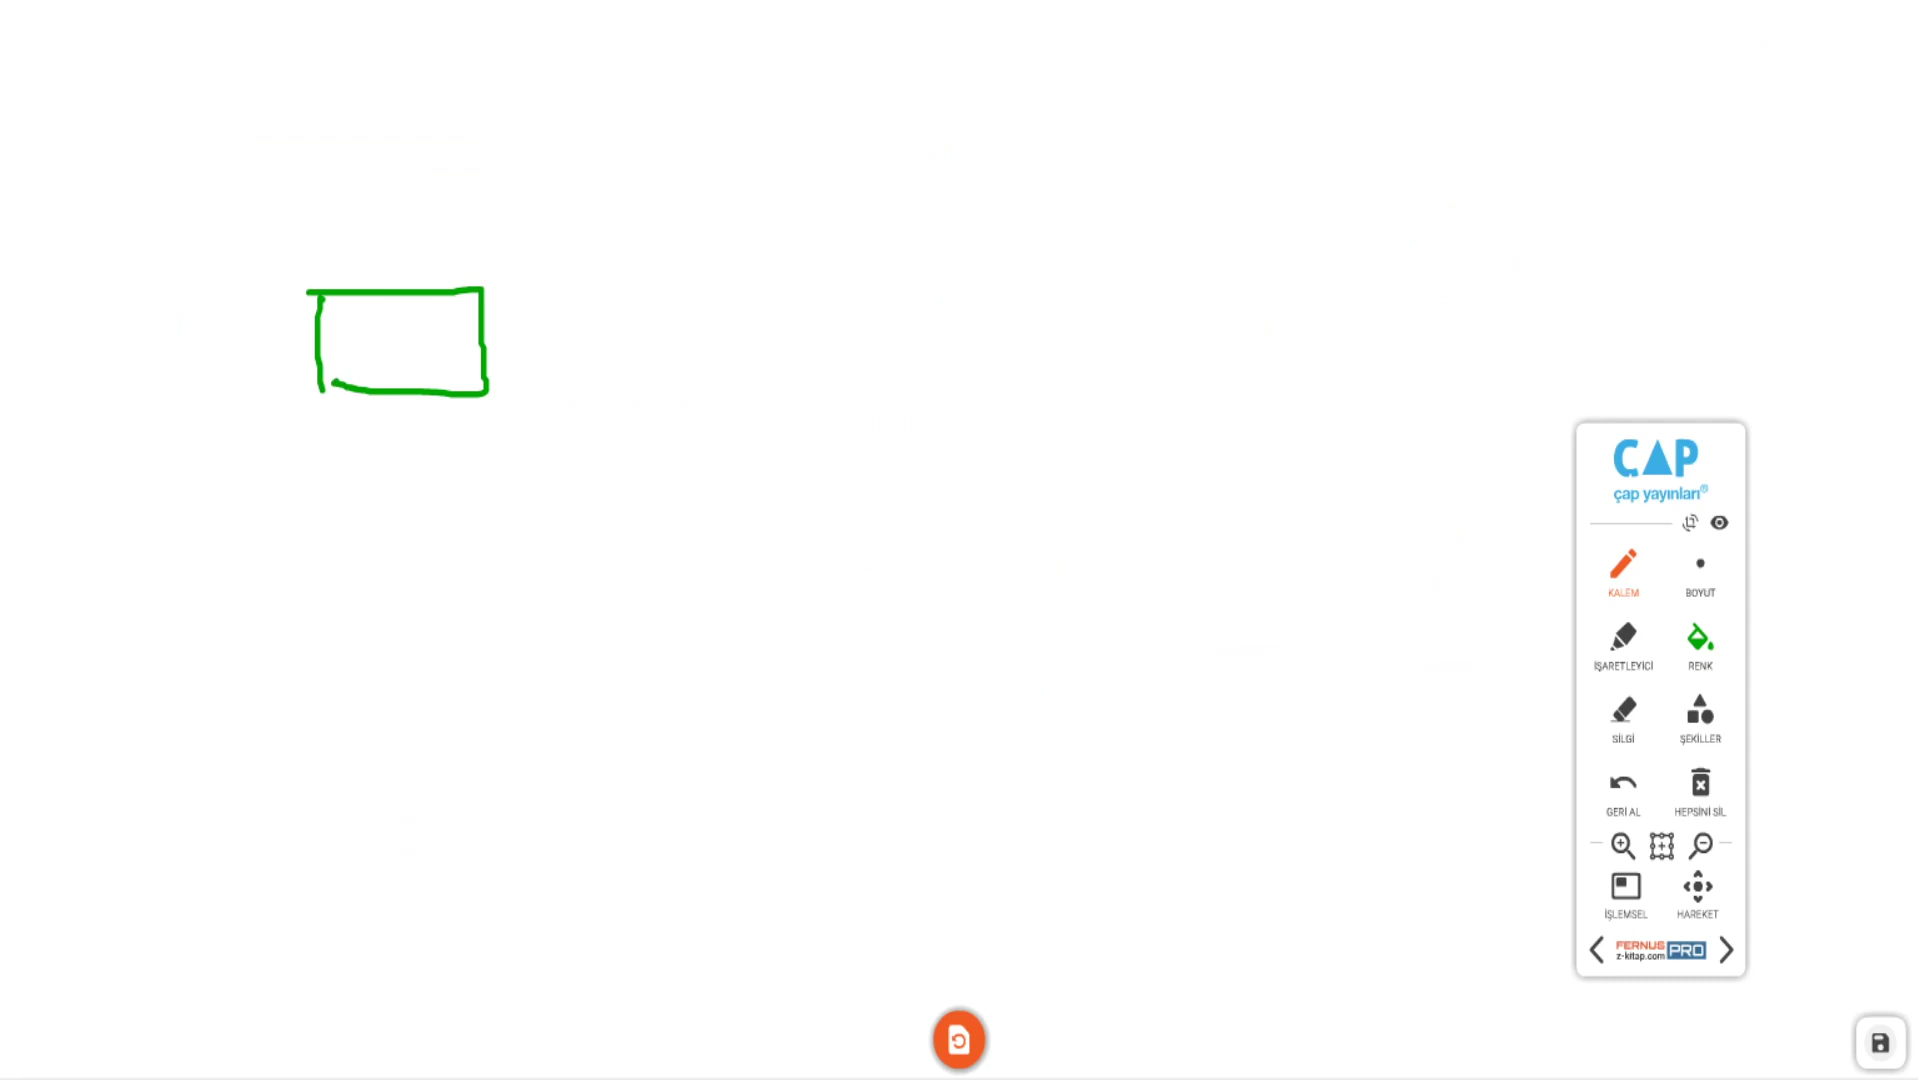 ÇAP
çap yayınları®
KALEM
BOYUT
İŞARETLEYİCİ
RENK
SİLGİ
ŞEKİLLER
GERİ AL
HEPSİNİ SİL
İŞLEMSEL
HAREKET
FERNUS
z-kitap.com
PRO